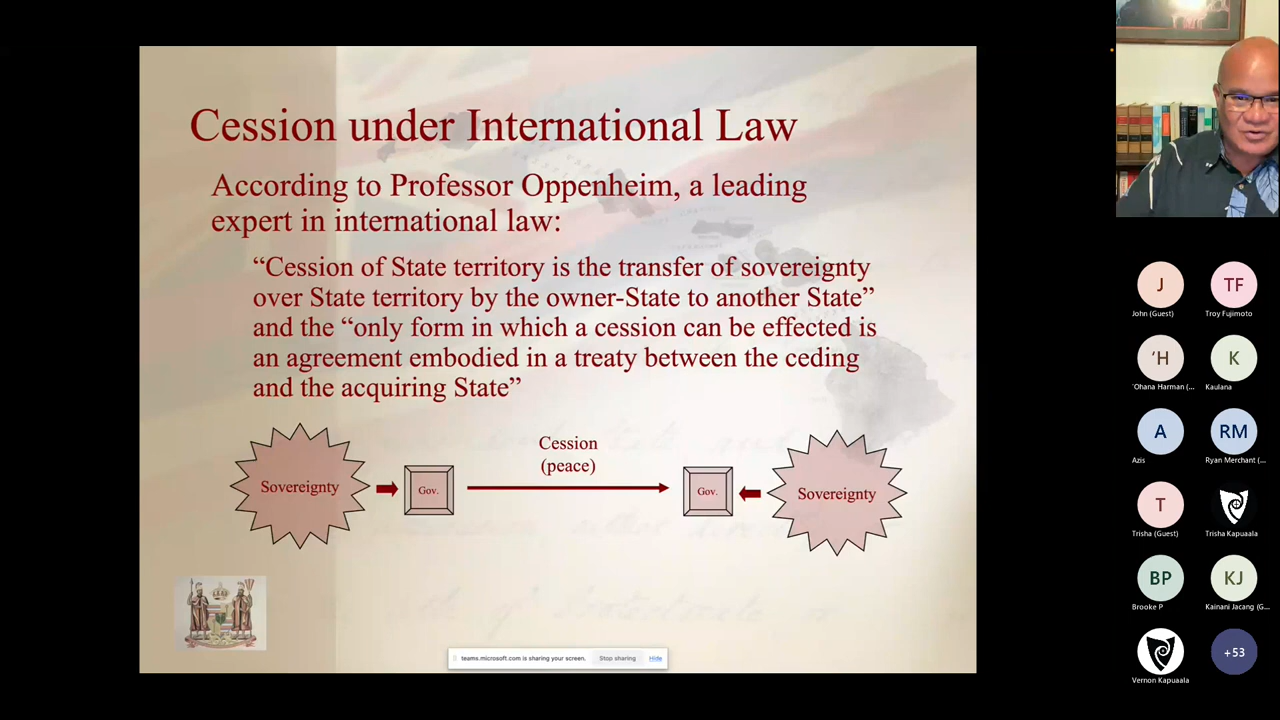 Cession under International Law
According to Professor Oppenheim, a leading
expert in international law:
“Cession of State territory is the transfer of sovereignty
over State territory by the owner-State to another State”
and the “only form in which a cession can be effected is
an agreement embodied in a treaty between the ceding
and the acquiring State”
Cession
(peace)
Sovereignty
Gov.
Gov.
Sovereignty
teams.microsoft.com is sharing your screen.
Stop sharing
Hide
J
John (Guest)
TF
Troy Fujimoto
‘H
‘Ohana Harman (...
K
Kaulana
A
Azis
RM
Ryan Merchant (...
T
Trisha (Guest)
Trisha Kapuaala
BP
Brooke P
KJ
Kainani Jacang (G...
Vernon Kapuaala
+53